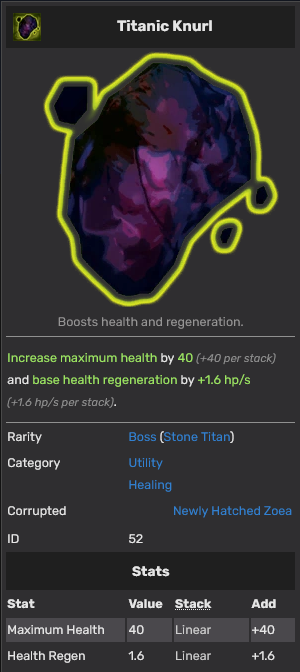 Titanic Knurl
Boosts health and regeneration.
Increase maximum health by 40 (+40 per stack)
and base health regeneration by +1.6 hp/s
(+1.6 hp/s per stack).
Rarity Boss (Stone Titan)
Category Utility
Healing
Corrupted Newly Hatched Zoea
ID 52
Stats
Stat Value Stack Add
Maximum Health 40 Linear +40
Health Regen 1.6 Linear +1.6